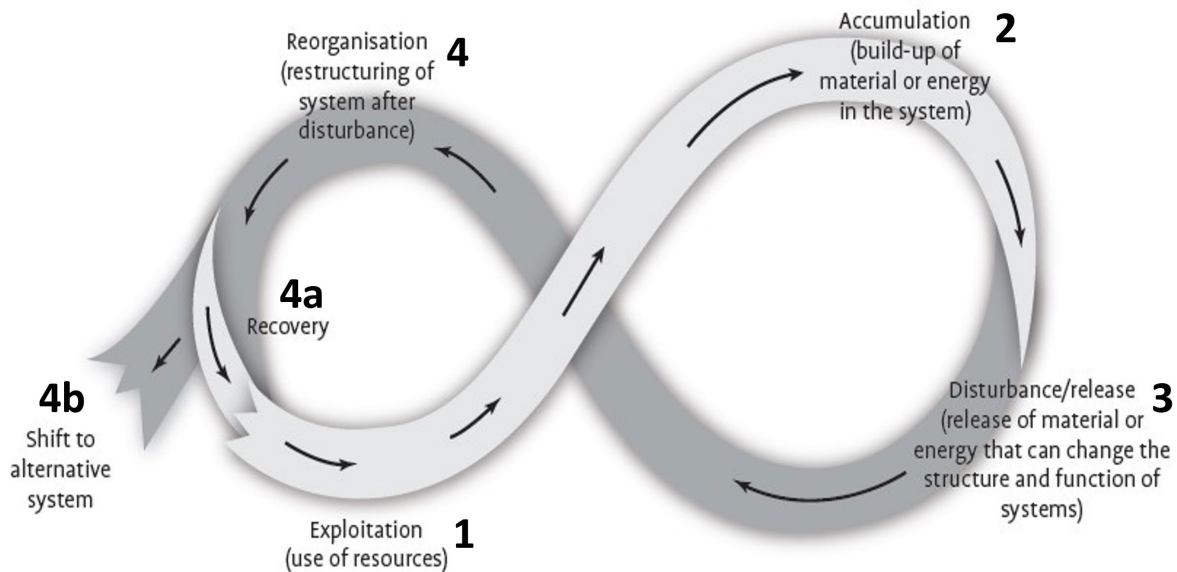 Reorganisation 4
(restructuring of
system after
disturbance)
Accumulation 2
(build-up of
material or energy
in the system)
4a
Recovery
4b
Shift to
alternative
system
Disturbance/release 3
(release of material or
energy that can change the
structure and function of
systems)
Exploitation 1
(use of resources)